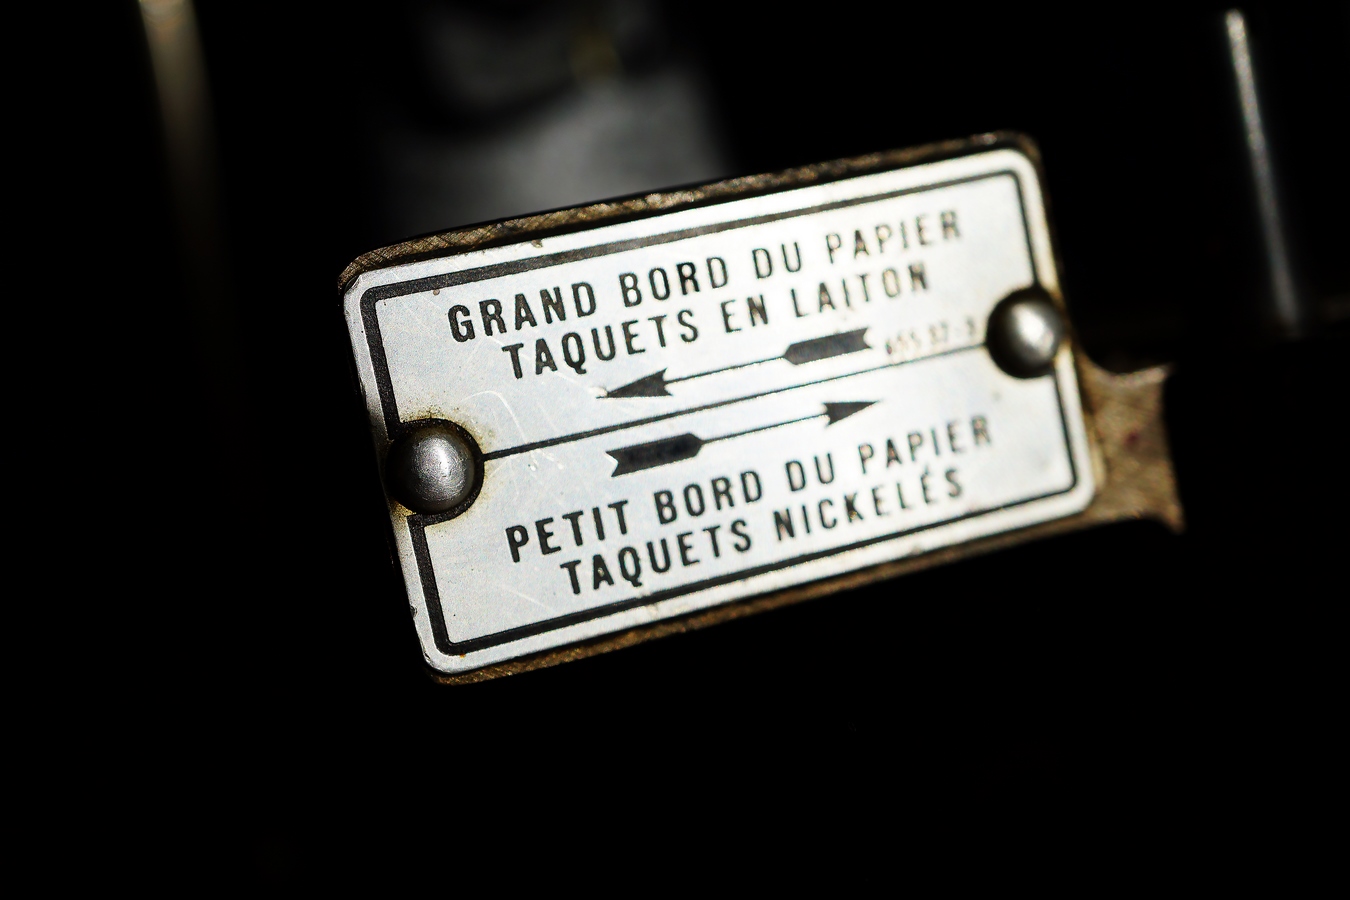 GRAND BORD DU PAPIER
TAQUETS EN LAITON
PETIT BORD DU PAPIER
TAQUETS NICKELÉS